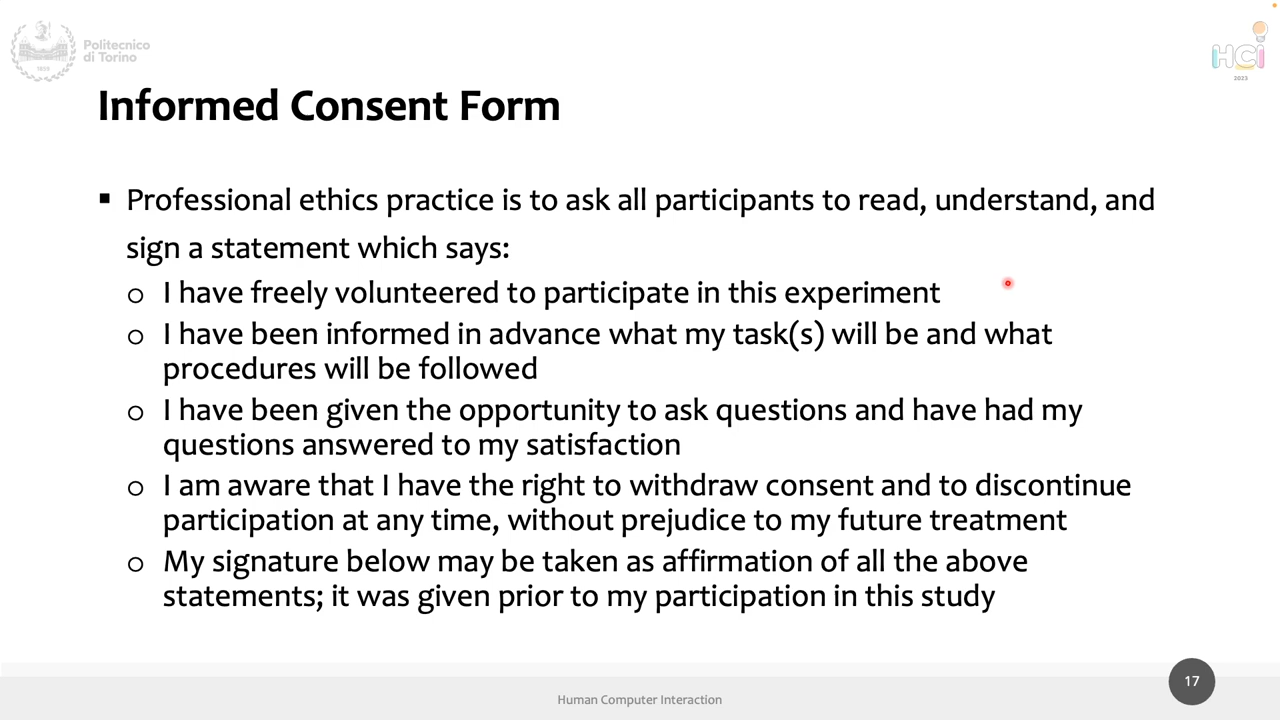 Politecnico
di Torino
1859
HCI
2023
Informed Consent Form
▪ Professional ethics practice is to ask all participants to read, understand, and
sign a statement which says:
o I have freely volunteered to participate in this experiment
o I have been informed in advance what my task(s) will be and what
procedures will be followed
o I have been given the opportunity to ask questions and have had my
questions answered to my satisfaction
o I am aware that I have the right to withdraw consent and to discontinue
participation at any time, without prejudice to my future treatment
o My signature below may be taken as affirmation of all the above
statements; it was given prior to my participation in this study
17
Human Computer Interaction